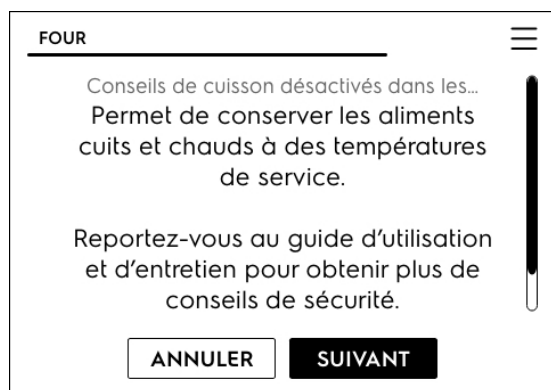 FOUR
Conseils de cuisson désactivés dans les...
Permet de conserver les aliments
cuits et chauds à des températures
de service.
Reportez-vous au guide d'utilisation
et d'entretien pour obtenir plus de
conseils de sécurité.
ANNULER SUIVANT